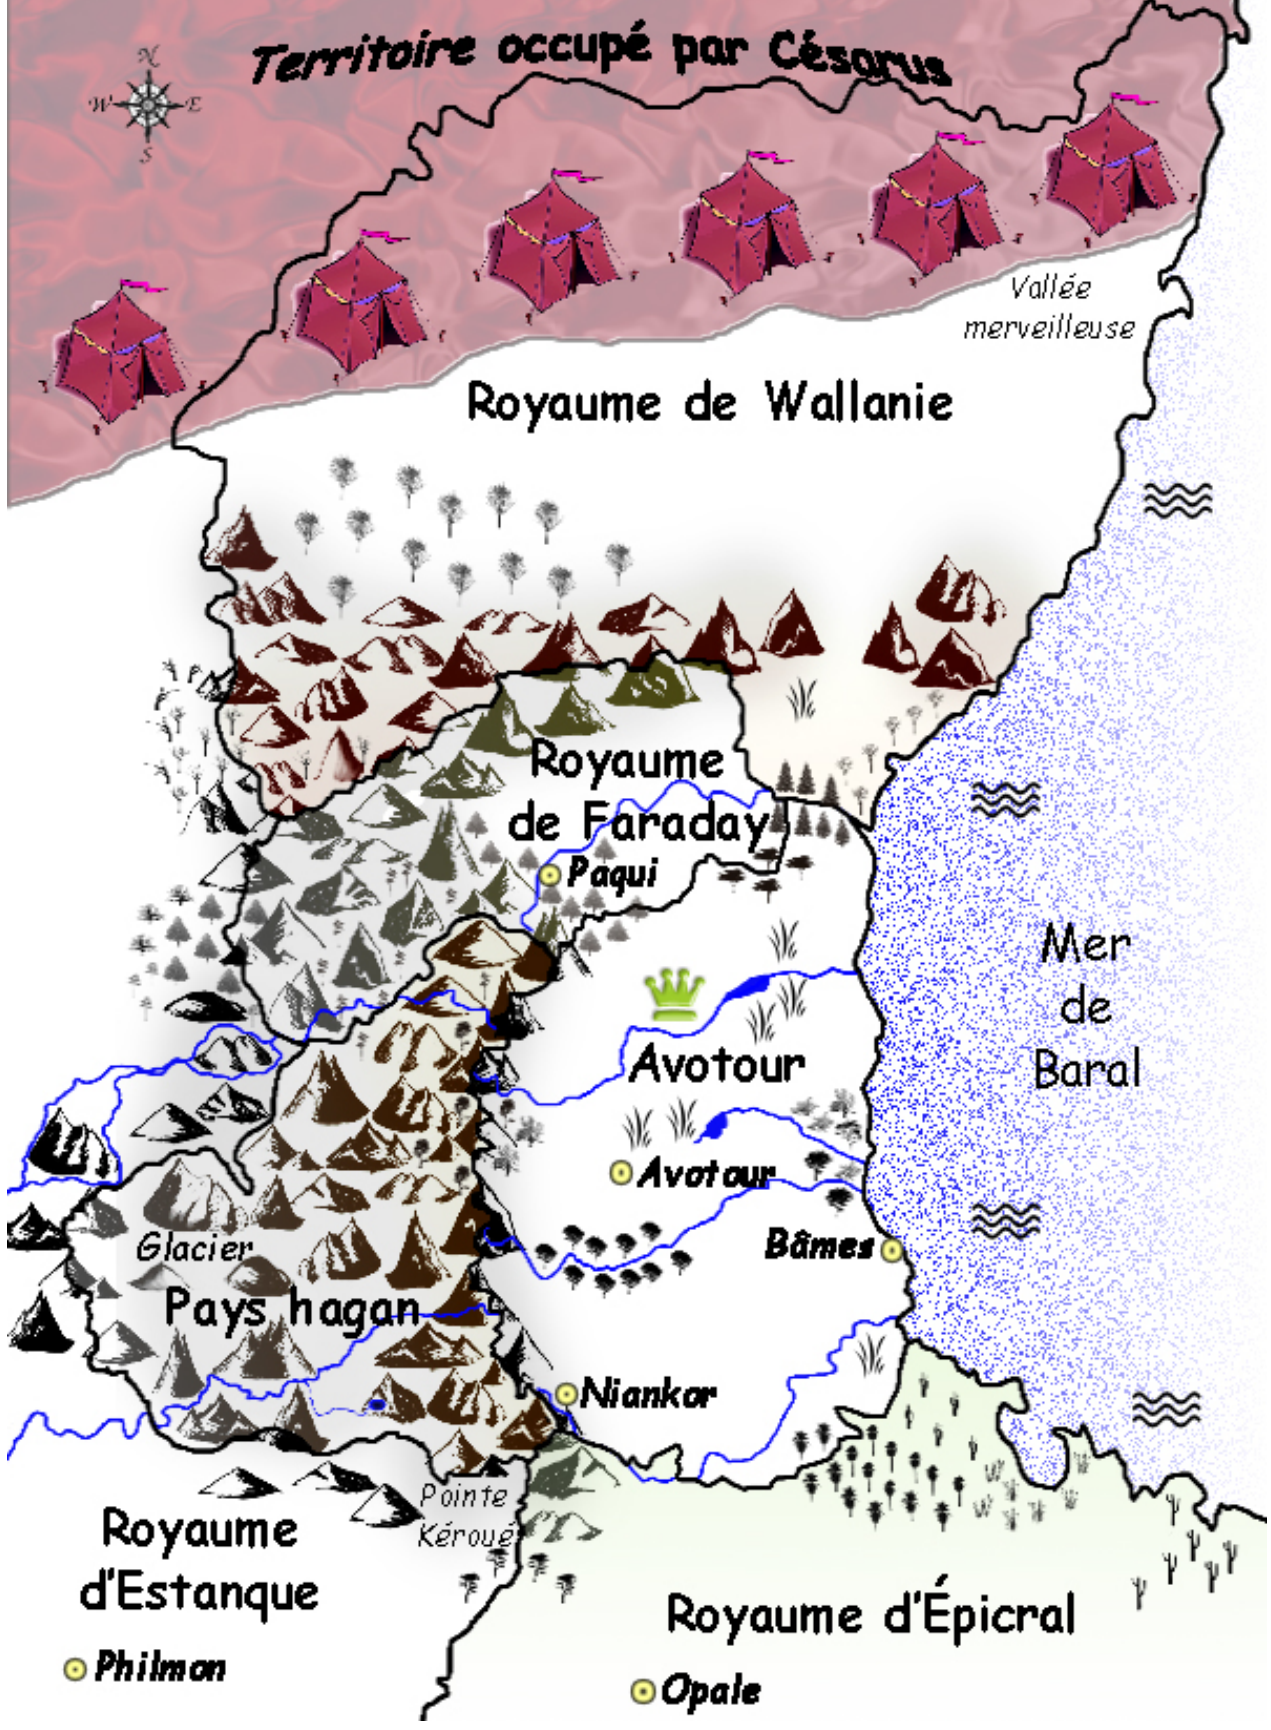 Territoire occupé par Césarus
N
W
E
S
Vallée
merveilleuse
Royaume de Wallanie
Royaume
de Faraday
Paqui
Mer
de
Baral
Avotour
Avotour
Bâmes
Glacier
Pays hagan
Niankor
Pointe
Kéroué
Royaume
d'Estanque
Royaume d'Épicral
Philmon
Opale